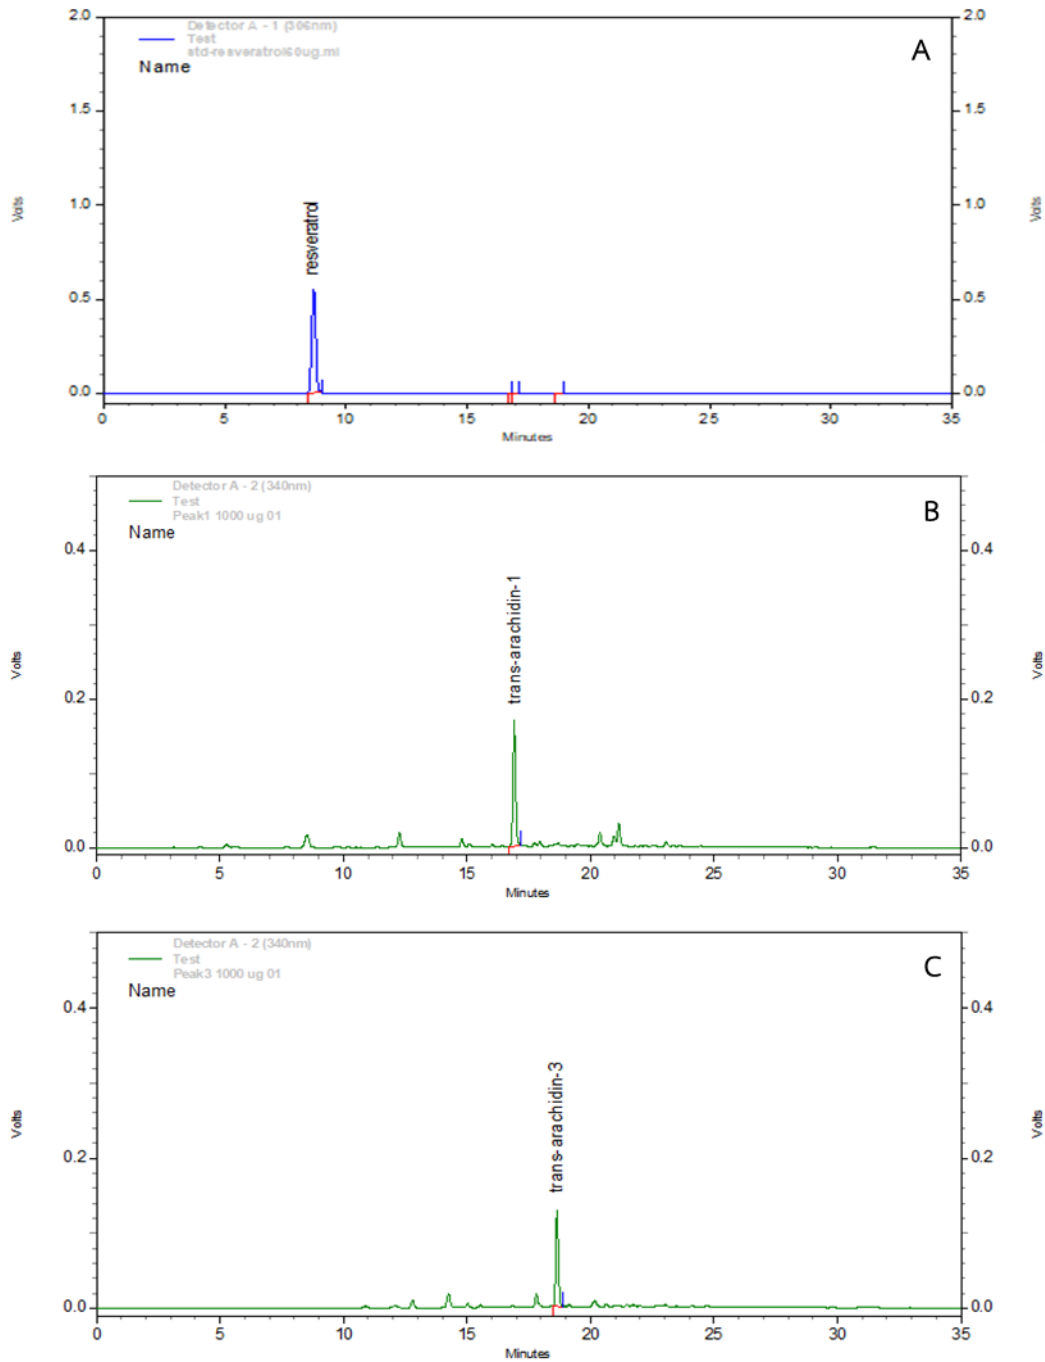 Detector A - 1 (306nm)
Test
std-resveratrol60ug.ml
Name
A
2.0
1.5
1.0
0.5
0.0
2.0
1.5
1.0
0.5
0.0
Volts
Volts
resveratrol
0 5 10 15 20 25 30 35
Minutes
Detector A - 2 (340nm)
Test
Peak1 1000 ug 01
Name
B
0.4
0.2
0.0
0.4
0.2
0.0
Volts
Volts
trans-arachidin-1
0 5 10 15 20 25 30 35
Minutes
Detector A - 2 (340nm)
Test
Peak3 1000 ug 01
Name
C
0.4
0.2
0.0
0.4
0.2
0.0
Volts
Volts
trans-arachidin-3
0 5 10 15 20 25 30 35
Minutes